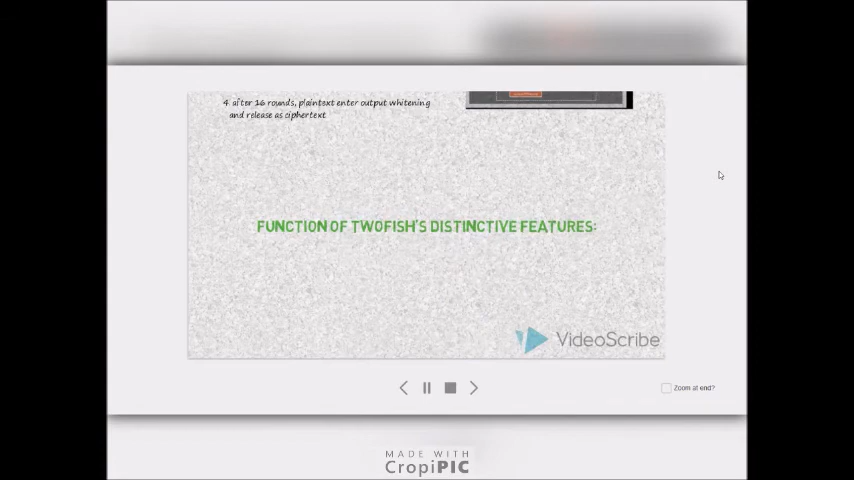 4. after 16 rounds, plaintext enter output whitening
and release as ciphertext
FUNCTION OF TWOFISH'S DISTINCTIVE FEATURES:
VideoScribe
Zoom at end?
MADE WITH
CropiPIC